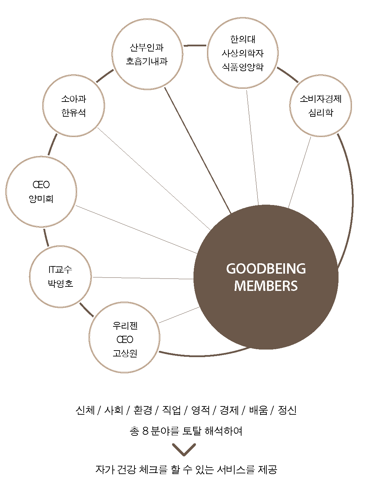 산부인과
호흡기내과
한의대
사상의학자
식품영양학
소아과
한유석
소비자경제
심리학
CEO
양미희
IT교수
박영호
GOODBEING
MEMBERS
우리젠
CEO
고상원
신체 / 사회 / 환경 / 직업 / 영적 / 경제 / 배움 / 정신
총 8분야를 토탈 해석하여
자가 건강 체크를 할 수 있는 서비스를 제공